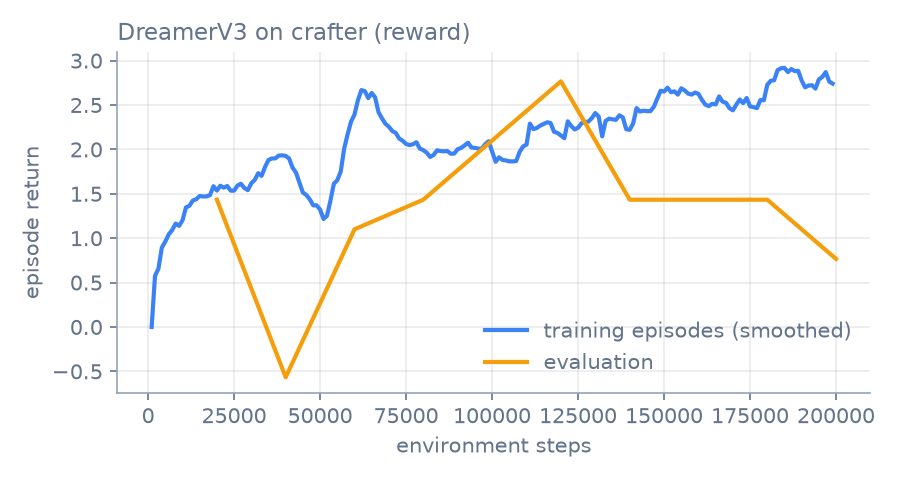 DreamerV3 on crafter (reward)
3.0
2.5
2.0
1.5
1.0
0.5
0.0
−0.5
episode return
training episodes (smoothed)
evaluation
0 25000 50000 75000 100000 125000 150000 175000 200000
environment steps